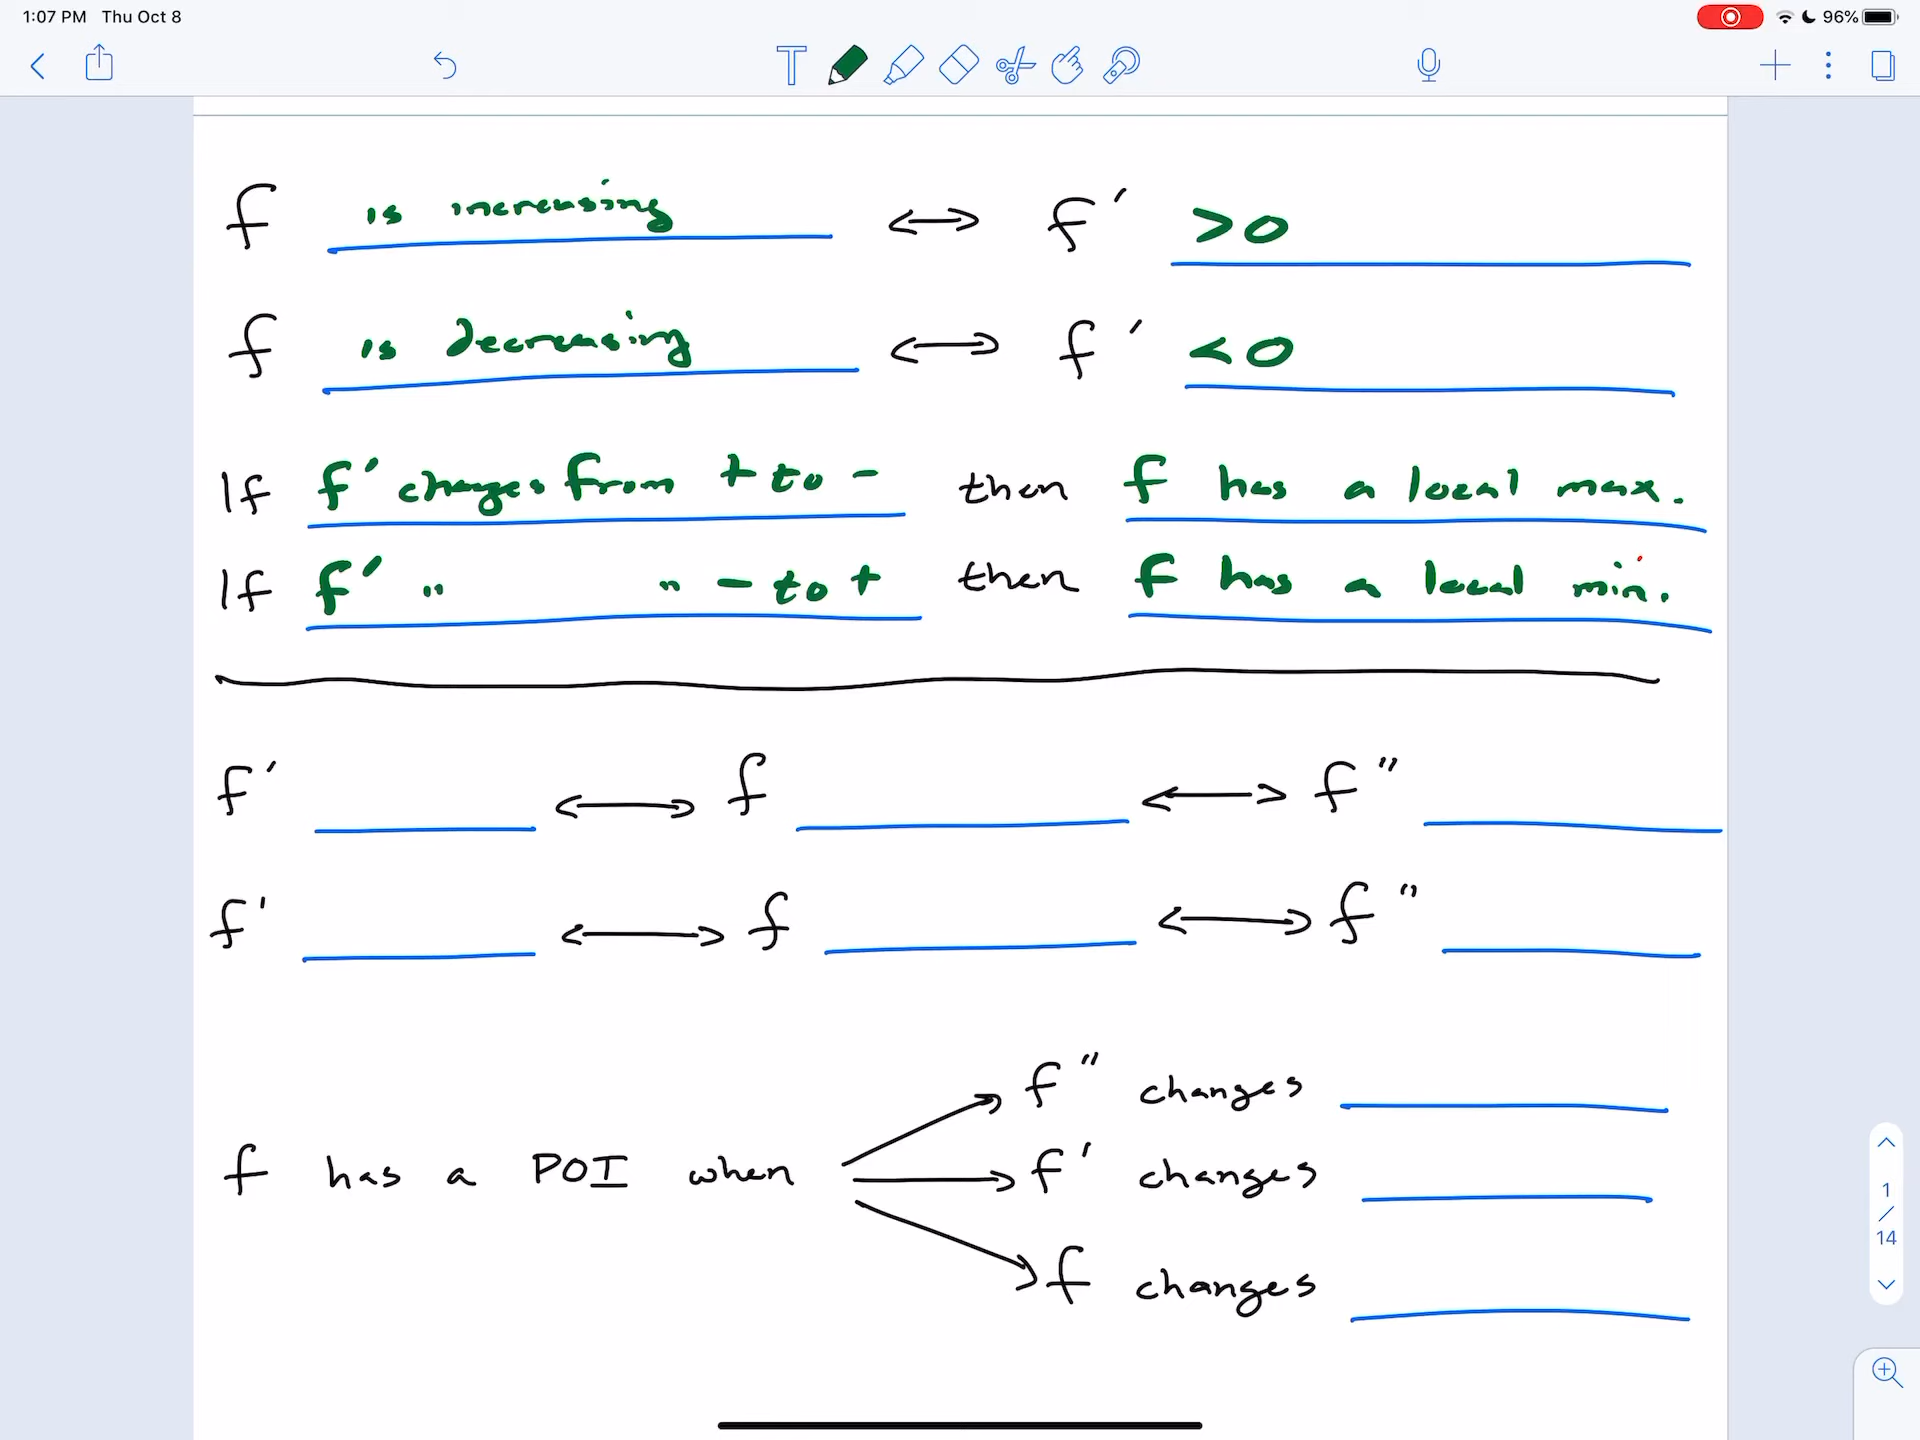 1:07 PM Thu Oct 8 96%
T
f is increasing ↔ f' >0
f is decreasing ↔ f' <0
If f' changes from + to - then f has a local max.
If f' " " - to + then f has a local min.
f' ↔ f ↔ f"
f' ↔ f ↔ f"
f" changes
f has a POI when f' changes
f changes
1
/
14